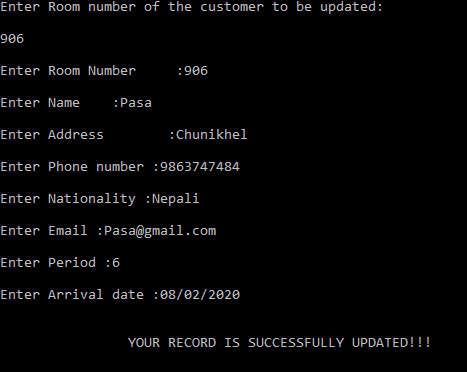 Enter Room number of the customer to be updated:
906
Enter Room Number     :906
Enter Name    :Pasa
Enter Address        :Chunikhel
Enter Phone number :9863747484
Enter Nationality :Nepali
Enter Email :Pasa@gmail.com
Enter Period :6
Enter Arrival date :08/02/2020
YOUR RECORD IS SUCCESSFULLY UPDATED!!!